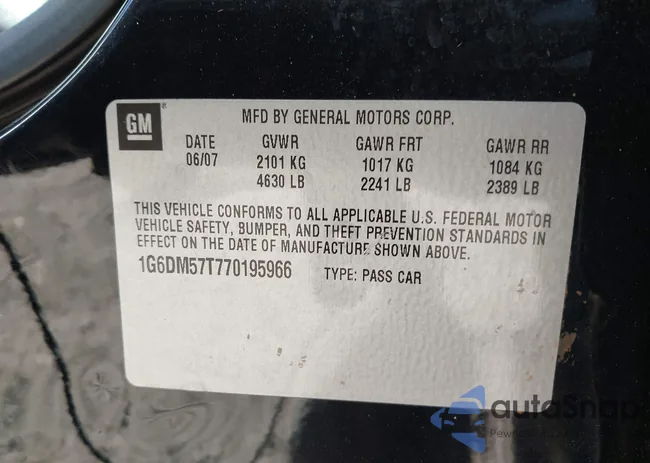 GM
MFD BY GENERAL MOTORS CORP.
DATE GVWR GAWR FRT GAWR RR
06/07 2101 KG 1017 KG 1084 KG
4630 LB 2241 LB 2389 LB
THIS VEHICLE CONFORMS TO ALL APPLICABLE U.S. FEDERAL MOTOR
VEHICLE SAFETY, BUMPER, AND THEFT PREVENTION STANDARDS IN
EFFECT ON THE DATE OF MANUFACTURE SHOWN ABOVE.
1G6DM57T770195966 TYPE: PASS CAR
autoSnap